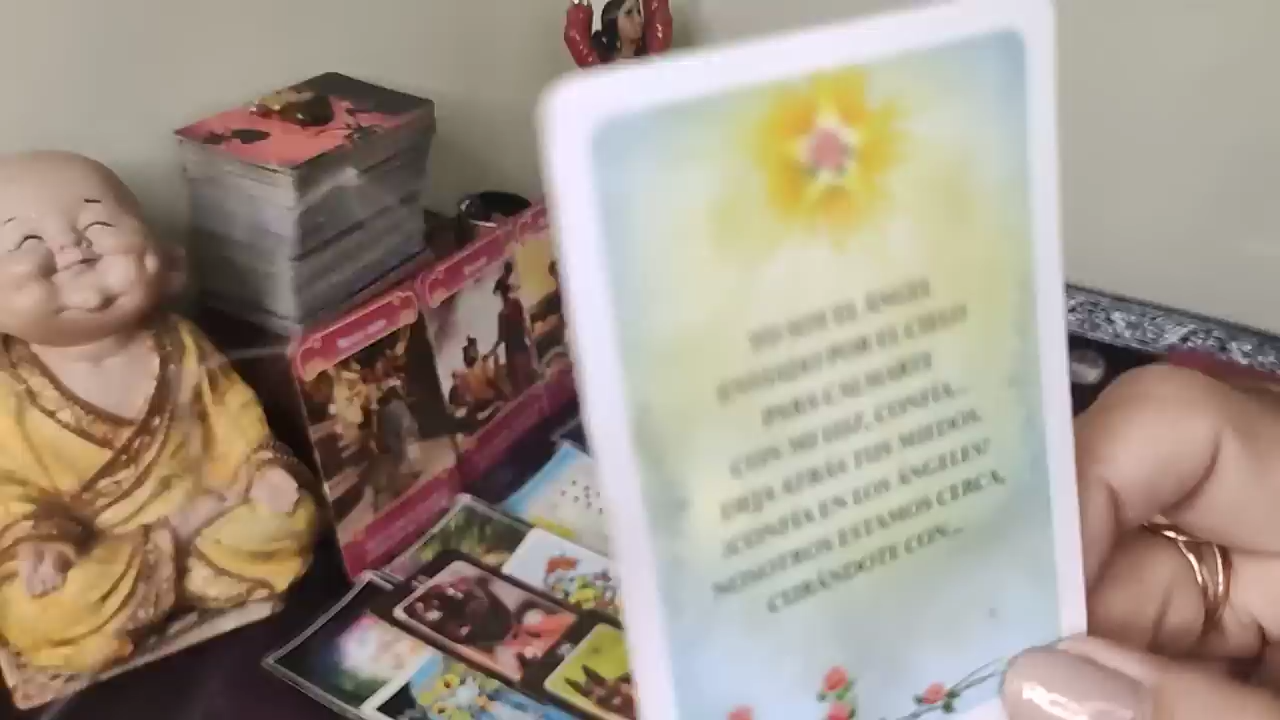 YO SOY EL ÁNGEL
ENVIADO POR EL CIELO
PARA CALMARTE
CON MI LUZ, CONFÍA...
DEJA ATRÁS TUS MIEDOS.
¡CONFÍA EN LOS ÁNGELES!
NOSOTROS ESTAMOS CERCA,
CURÁNDOTE CON...